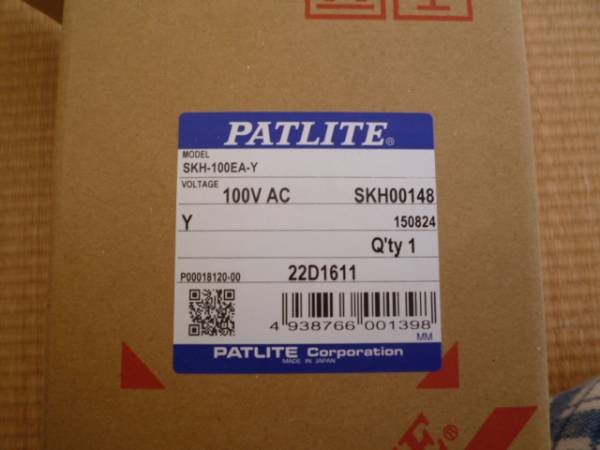 PATLITE®
MODEL
SKH-100EA-Y
VOLTAGE
100V AC SKH00148
Y 150824
Q'ty 1
P00018120-00 22D1611
4 938766 001398
MM
PATLITE Corporation
MADE IN JAPAN